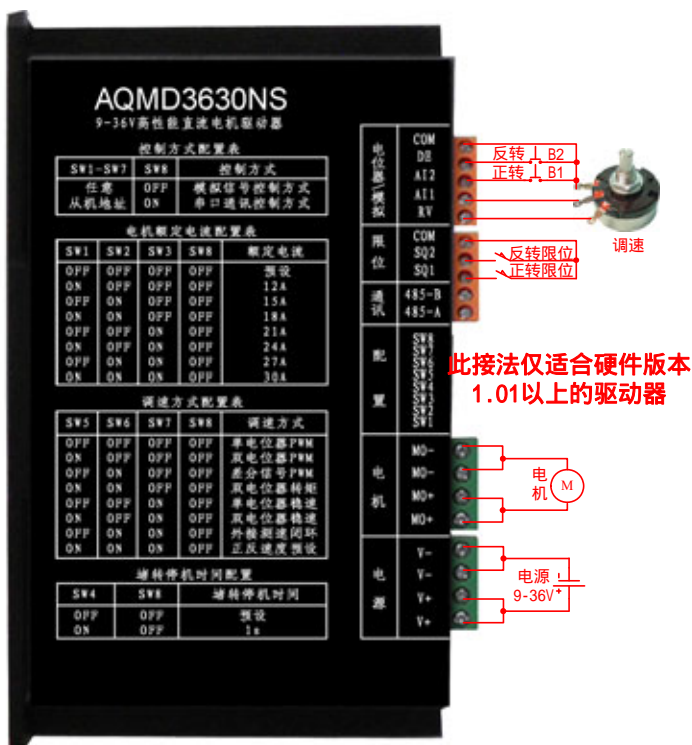 AQMD3630NS
9-36V高性能直流电机驱动器
控制方式配置表
SW1-SW7 SW8 控制方式
任意 OFF 模拟信号控制方式
从机地址 ON 串口通讯控制方式
电机额定电流配置表
SW1 SW2 SW3 SW8 额定电流
OFF OFF OFF OFF 预设
ON OFF OFF OFF 12A
OFF ON OFF OFF 15A
ON ON OFF OFF 18A
OFF OFF ON OFF 21A
ON OFF ON OFF 24A
OFF ON ON OFF 27A
ON ON ON OFF 30A
调速方式配置表
SW5 SW6 SW7 SW8 调速方式
OFF OFF OFF OFF 单电位器PWM
ON OFF OFF OFF 双电位器PWM
OFF ON OFF OFF 差分信号PWM
ON ON OFF OFF 双电位器转矩
OFF OFF ON OFF 单电位器稳速
ON OFF ON OFF 双电位器稳速
OFF ON ON OFF 外接测速闭环
ON ON ON OFF 正反速度预设
堵转停机时间配置
SW4 SW8 堵转停机时间
OFF OFF 预设
ON OFF 1s
电位器/模拟
COM
DE
AI2
AI1
RV
限位
COM
SQ2
SQ1
通讯
485-B
485-A
配置
SW8
SW7
SW6
SW5
SW4
SW3
SW2
SW1
电机
MO-
MO-
MO+
MO+
电源
V-
V-
V+
V+
反转 B2
正转 B1
调速
反转限位
正转限位
此接法仅适合硬件版本
1.01以上的驱动器
电机
M
电源
9-36V
+